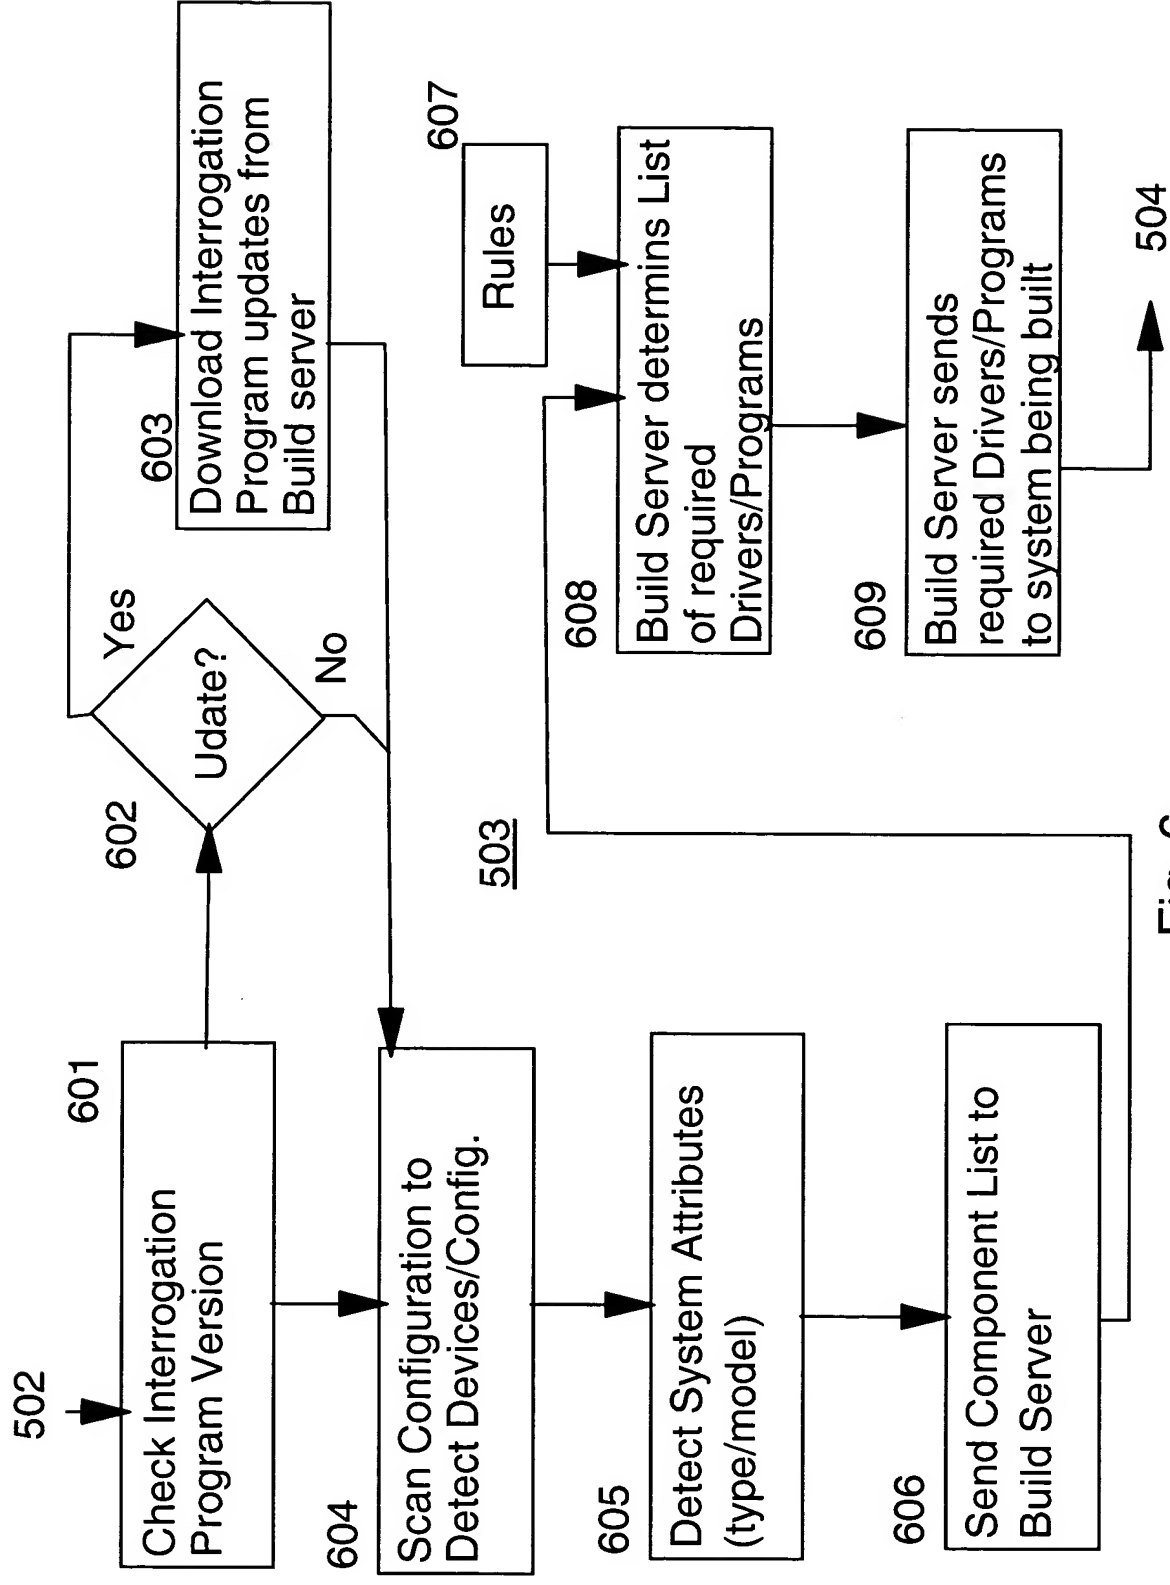 502
601
Check Interrogation
Program Version
602
Udate?
Yes
No
603
Download Interrogation
Program updates from
Build server
604
Scan Configuration to
Detect Devices/Config.
503
605
Detect System Attributes
(type/model)
606
Send Component List to
Build Server
607
Rules
608
Build Server determins List
of required
Drivers/Programs
609
Build Server sends
required Drivers/Programs
to system being built
504
Fig.